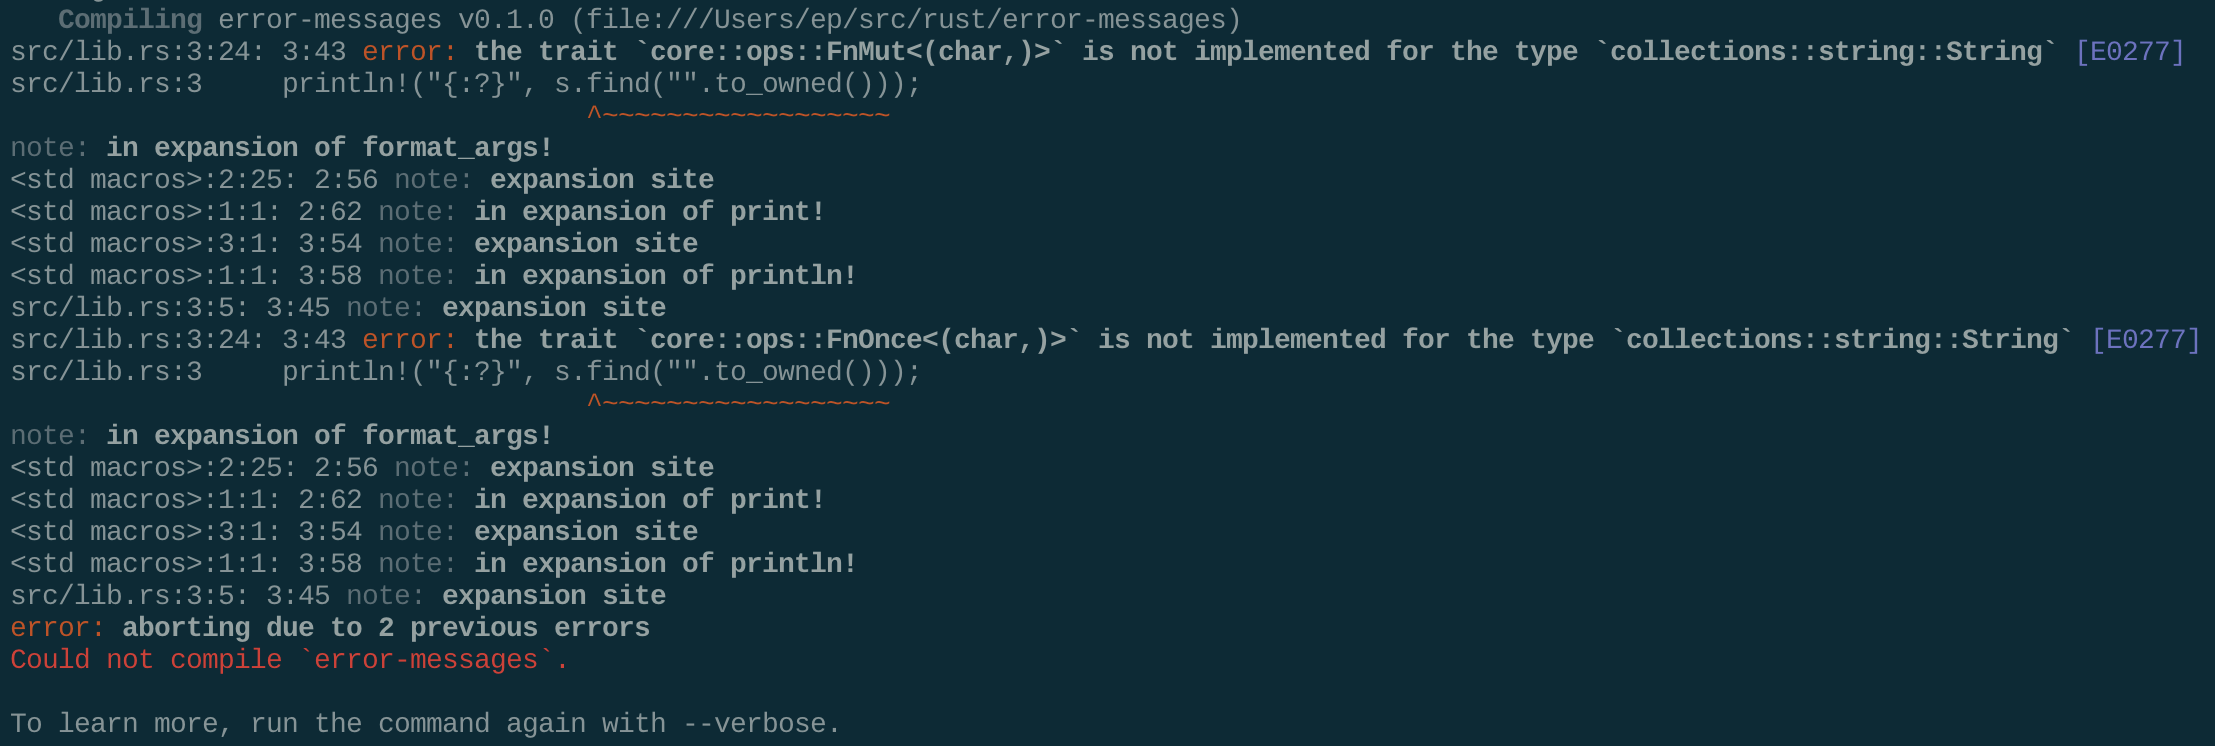 Compiling error-messages v0.1.0 (file:///Users/ep/src/rust/error-messages)
src/lib.rs:3:24: 3:43 error: the trait `core::ops::FnMut<(char,)>` is not implemented for the type `collections::string::String` [E0277]
src/lib.rs:3     println!("{:?}", s.find("".to_owned()));
                                    ^~~~~~~~~~~~~~~~~~~
note: in expansion of format_args!
<std macros>:2:25: 2:56 note: expansion site
<std macros>:1:1: 2:62 note: in expansion of print!
<std macros>:3:1: 3:54 note: expansion site
<std macros>:1:1: 3:58 note: in expansion of println!
src/lib.rs:3:5: 3:45 note: expansion site
src/lib.rs:3:24: 3:43 error: the trait `core::ops::FnOnce<(char,)>` is not implemented for the type `collections::string::String` [E0277]
src/lib.rs:3     println!("{:?}", s.find("".to_owned()));
                                    ^~~~~~~~~~~~~~~~~~~
note: in expansion of format_args!
<std macros>:2:25: 2:56 note: expansion site
<std macros>:1:1: 2:62 note: in expansion of print!
<std macros>:3:1: 3:54 note: expansion site
<std macros>:1:1: 3:58 note: in expansion of println!
src/lib.rs:3:5: 3:45 note: expansion site
error: aborting due to 2 previous errors
Could not compile `error-messages`.

To learn more, run the command again with --verbose.